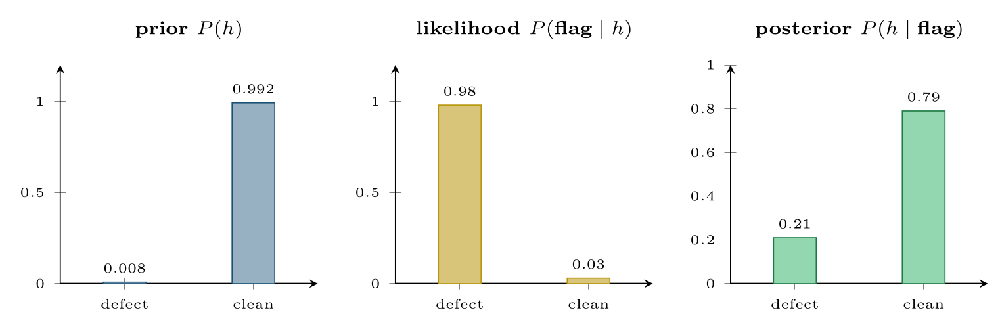 prior P(h)
1
0.5
0
0.008
0.992
defect
clean
likelihood P(flag | h)
1
0.5
0
0.98
0.03
defect
clean
posterior P(h | flag)
1
0.8
0.6
0.4
0.2
0
0.21
0.79
defect
clean